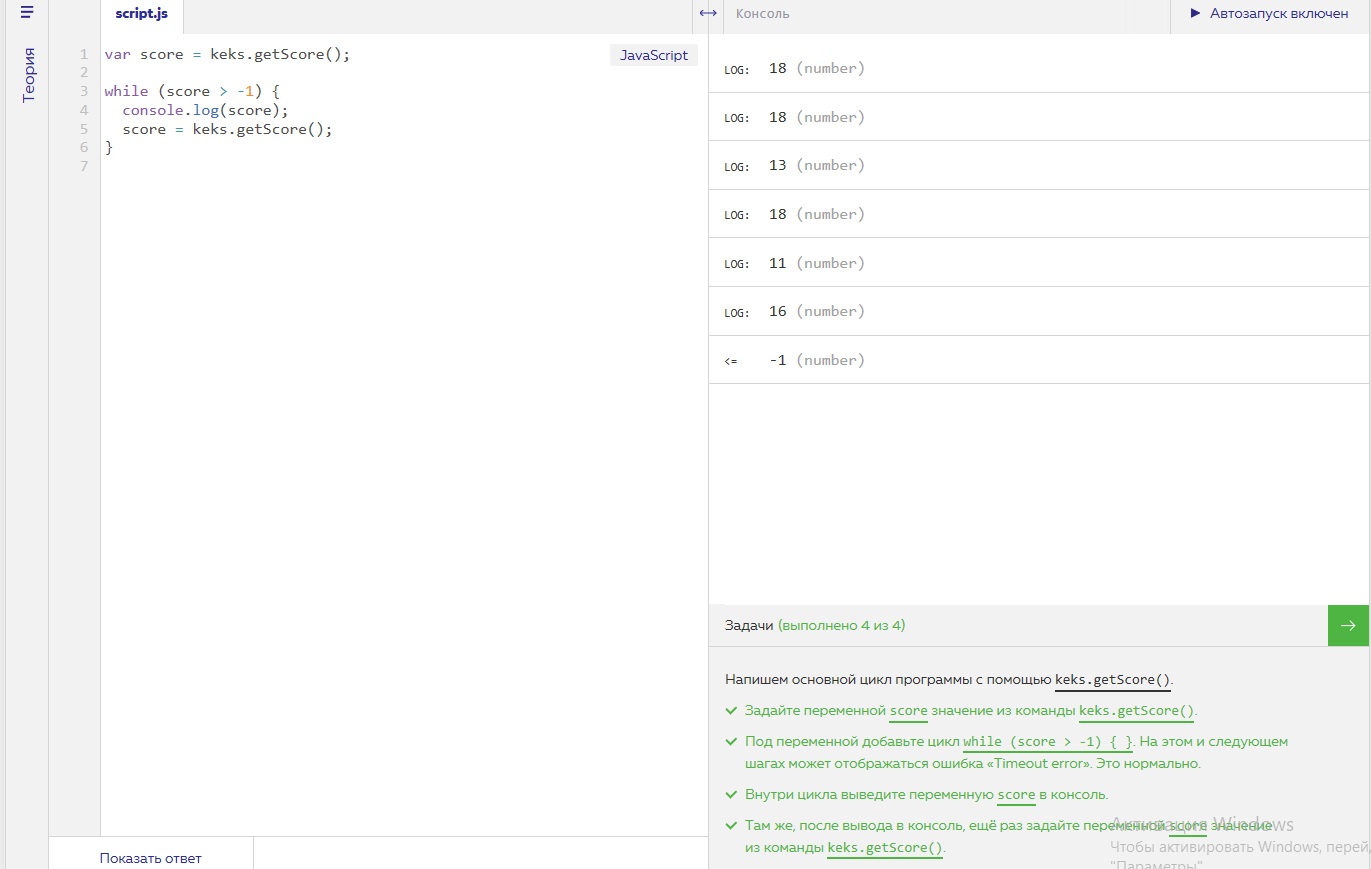 script.js
Консоль
Автозапуск включен
Теория
JavaScript
1 var score = keks.getScore();
2
3 while (score > -1) {
4 console.log(score);
5 score = keks.getScore();
6 }
7
LOG: 18 (number)
LOG: 18 (number)
LOG: 13 (number)
LOG: 18 (number)
LOG: 11 (number)
LOG: 16 (number)
<= -1 (number)
Задачи (выполнено 4 из 4)
Напишем основной цикл программы с помощью keks.getScore().
Задайте переменной score значение из команды keks.getScore().
Под переменной добавьте цикл while (score > -1) { }. На этом и следующем
шагах может отображаться ошибка «Timeout error». Это нормально.
Внутри цикла выведите переменную score в консоль.
Там же, после вывода в консоль, ещё раз задайте переменной score значение
из команды keks.getScore().
Активация Windows
Чтобы активировать Windows, перей
"Параметры"
Показать ответ